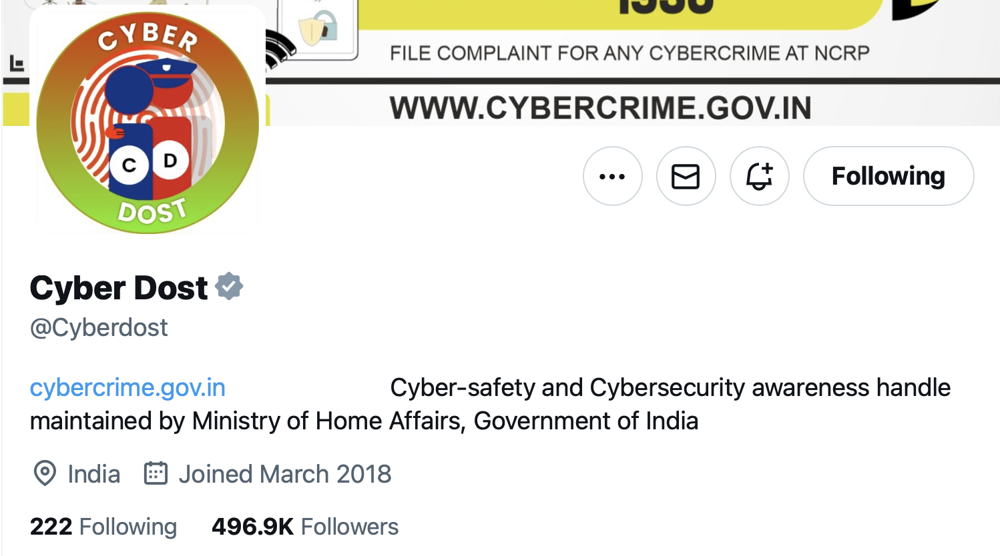 1930
FILE COMPLAINT FOR ANY CYBERCRIME AT NCRP
WWW.CYBERCRIME.GOV.IN
CYBER
C D
DOST
Following
Cyber Dost
@Cyberdost
cybercrime.gov.in Cyber-safety and Cybersecurity awareness handle
maintained by Ministry of Home Affairs, Government of India
India Joined March 2018
222 Following 496.9K Followers